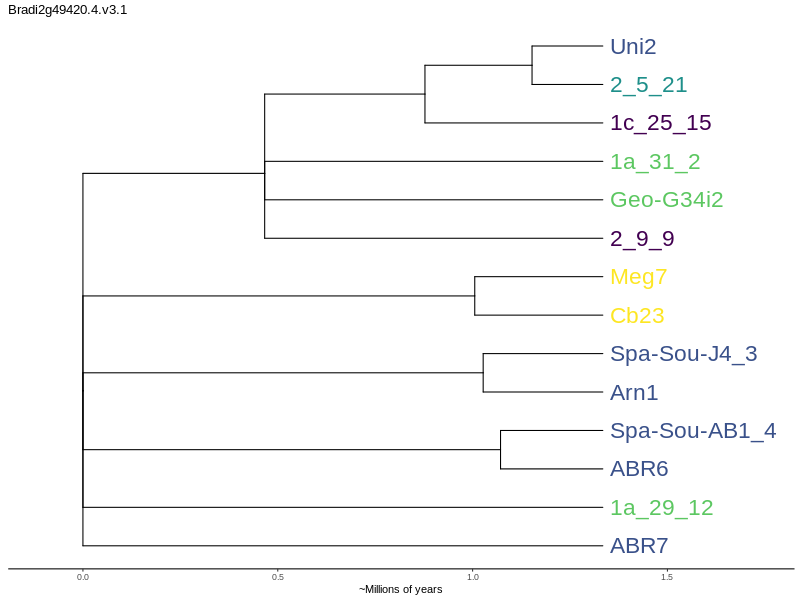 Bradi2g49420.4.v3.1
Uni2
2_5_21
1c_25_15
1a_31_2
Geo-G34i2
2_9_9
Meg7
Cb23
Spa-Sou-J4_3
Arn1
Spa-Sou-AB1_4
ABR6
1a_29_12
ABR7
0.0 0.5 1.0 1.5
~Millions of years